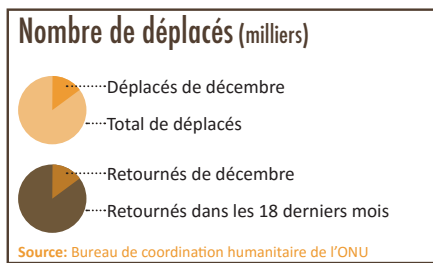 Nombre de déplacés (milliers)
Déplacés de décembre
Total de déplacés
Retournés de décembre
Retournés dans les 18 derniers mois
Source: Bureau de coordination humanitaire de l’ONU